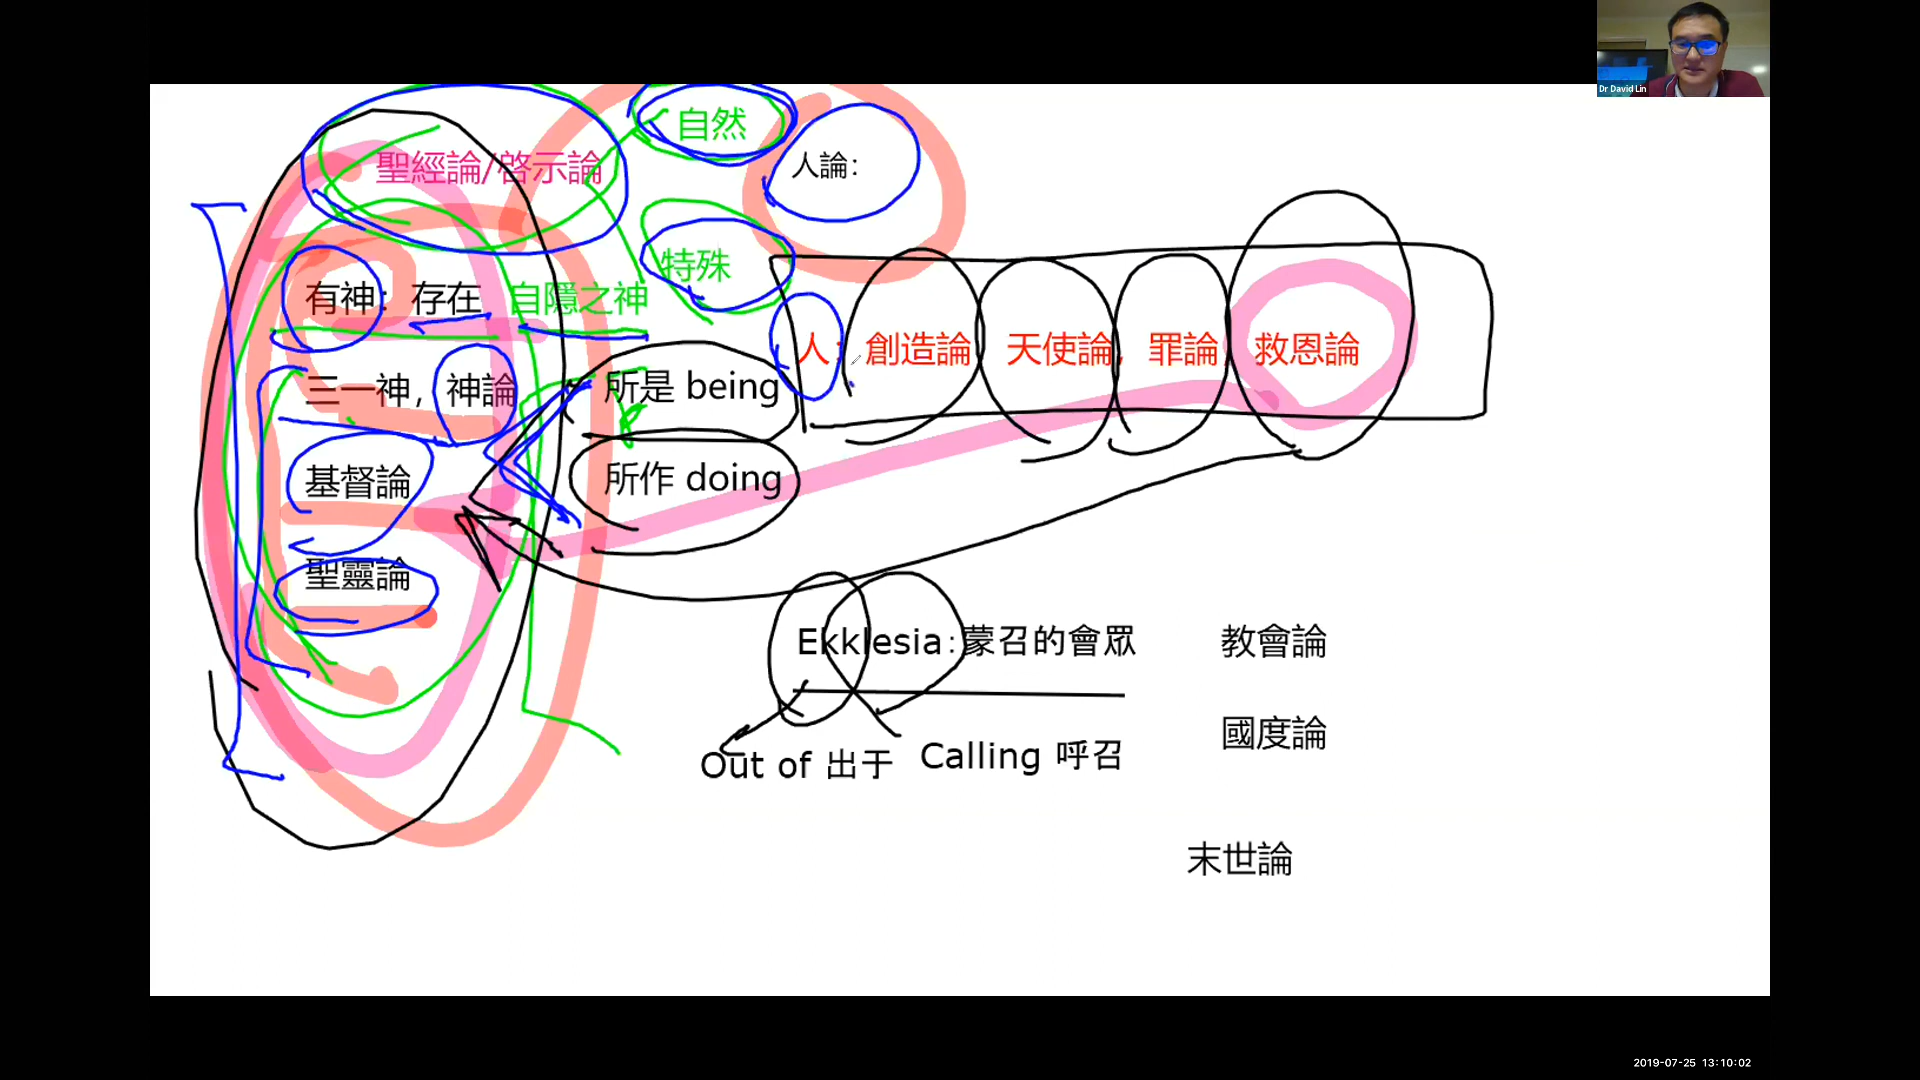 Dr David Lin
自然
聖經論/啓示論
人論：
特殊
有神：存在 自隱之神
人：創造論 天使論，罪論，救恩論
三一神，神論
所是 being
基督論
所作 doing
聖靈論
Ekklesia：蒙召的會眾
教會論
國度論
Out of 出于
Calling 呼召
末世論
2019-07-25 13:10:02